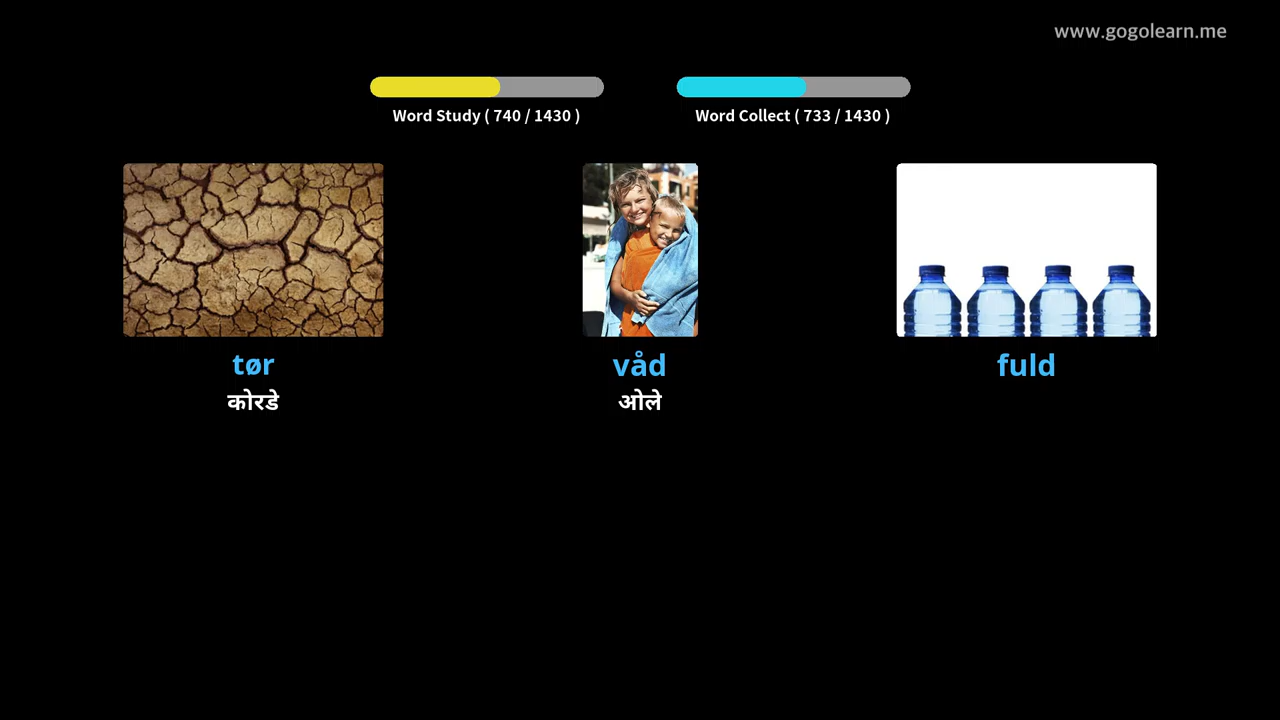 www.gogolearn.me
Word Study ( 740 / 1430 )
Word Collect ( 733 / 1430 )
tør
våd
fuld
कोरडे
ओले